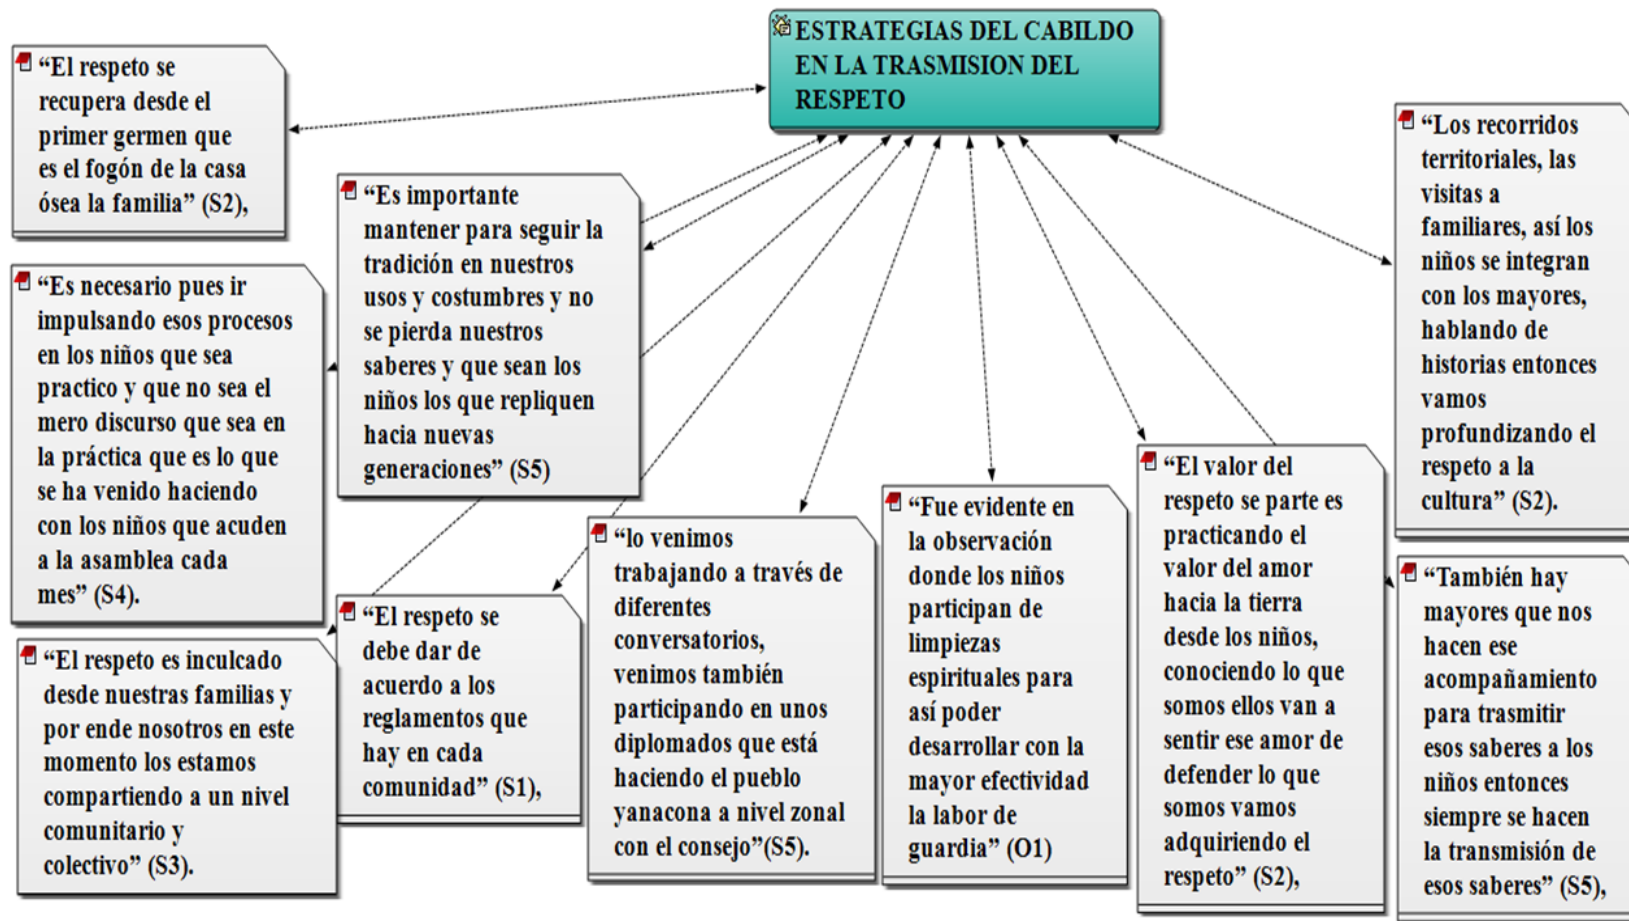 ESTRATEGIAS DEL CABILDO
EN LA TRASMISION DEL
RESPETO
“El respeto se
recupera desde el
primer germen que
es el fogón de la casa
ósea la familia” (S2),
“Es importante
mantener para seguir la
tradición en nuestros
usos y costumbres y no
se pierda nuestros
saberes y que sean los
niños los que repliquen
hacia nuevas
generaciones” (S5)
“Los recorridos
territoriales, las
visitas a
familiares, así los
niños se integran
con los mayores,
hablando de
historias entonces
vamos
profundizando el
respeto a la
cultura” (S2).
“Es necesario pues ir
impulsando esos procesos
en los niños que sea
practico y que no sea el
mero discurso que sea en
la práctica que es lo que
se ha venido haciendo
con los niños que acuden
a la asamblea cada
mes” (S4).
“El respeto es inculcado
desde nuestras familias y
por ende nosotros en este
momento los estamos
compartiendo a un nivel
comunitario y
colectivo” (S3).
“El respeto se
debe dar de
acuerdo a los
reglamentos que
hay en cada
comunidad” (S1),
“lo venimos
trabajando a través de
diferentes
conversatorios,
venimos también
participando en unos
diplomados que está
haciendo el pueblo
yanacona a nivel zonal
con el consejo”(S5).
“Fue evidente en
la observación
donde los niños
participan de
limpiezas
espirituales para
así poder
desarrollar con la
mayor efectividad
la labor de
guardia” (O1)
“El valor del
respeto se parte es
practicando el
valor del amor
hacia la tierra
desde los niños,
conociendo lo que
somos ellos van a
sentir ese amor de
defender lo que
somos vamos
adquiriendo el
respeto” (S2),
“También hay
mayores que nos
hacen ese
acompañamiento
para trasmitir
esos saberes a los
niños entonces
siempre se hacen
la transmisión de
esos saberes” (S5),